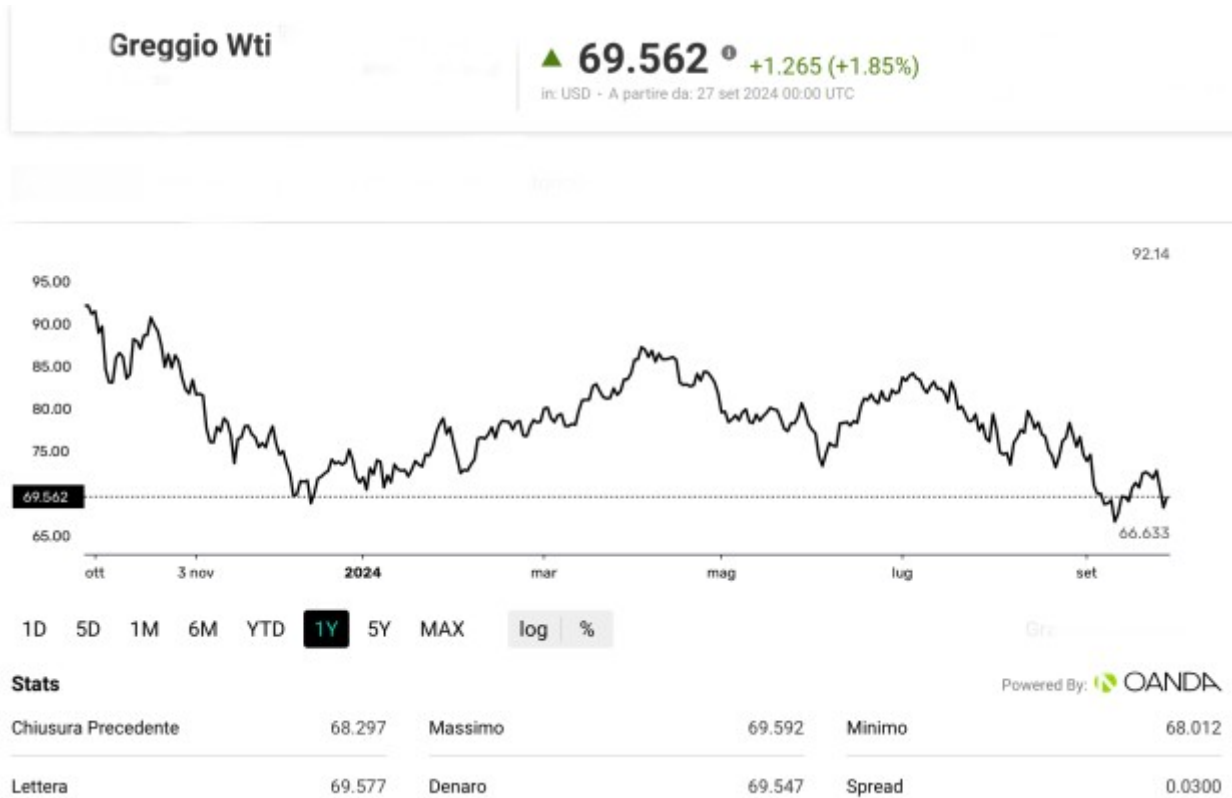 Greggio Wti
69.562 +1.265 (+1.85%)
in: USD - A partire da: 27 set 2024 00:00 UTC
92.14
95.00
90.00
85.00
80.00
75.00
69.562
65.00
66.633
ott 3 nov 2024 mar mag lug set
1D 5D 1M 6M YTD 1Y 5Y MAX log %
Stats
Powered By: OANDA
Chiusura Precedente 68.297 Massimo 69.592 Minimo 68.012
Lettera 69.577 Denaro 69.547 Spread 0.0300